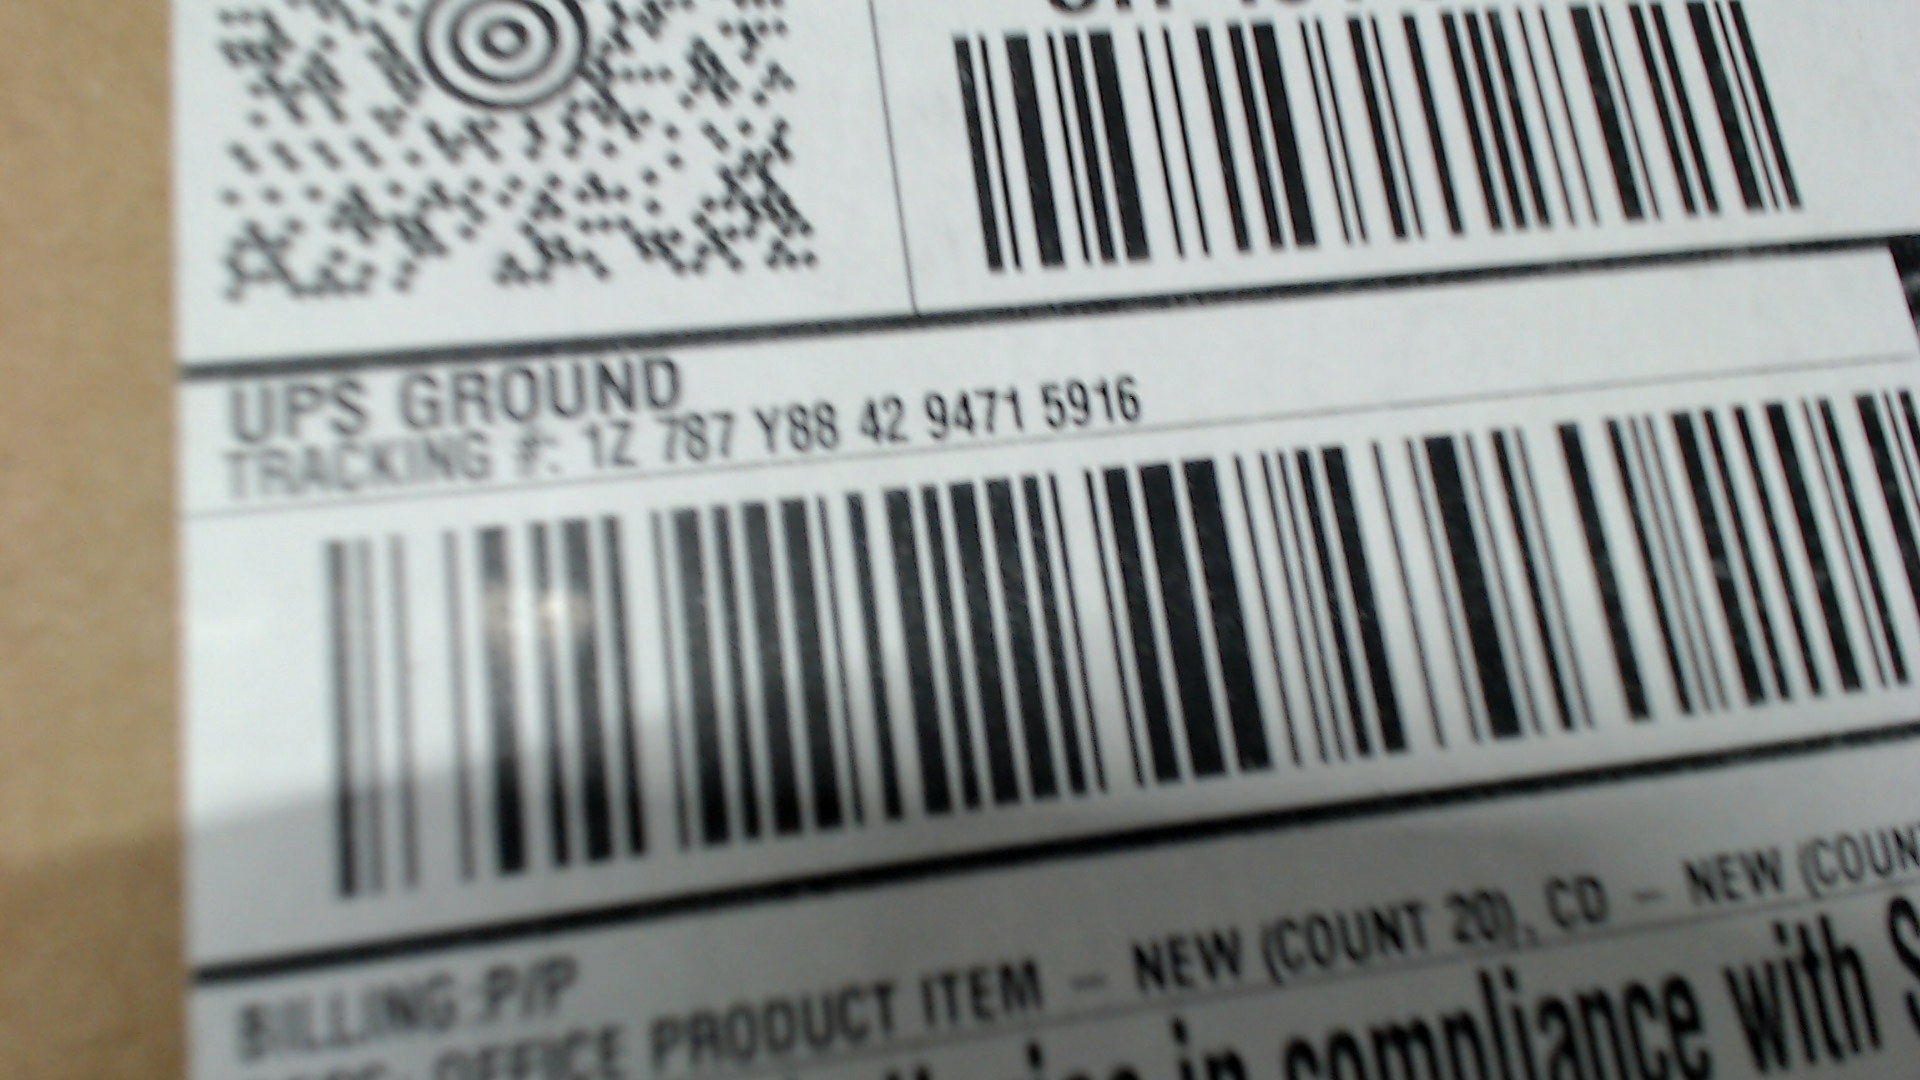 UPS GROUND
TRACKING #: 1Z 787 Y88 42 9471 5916
BILLING: P/P
OFFICE PRODUCT ITEM – NEW (COUNT 20), CD – NEW
in compliance with